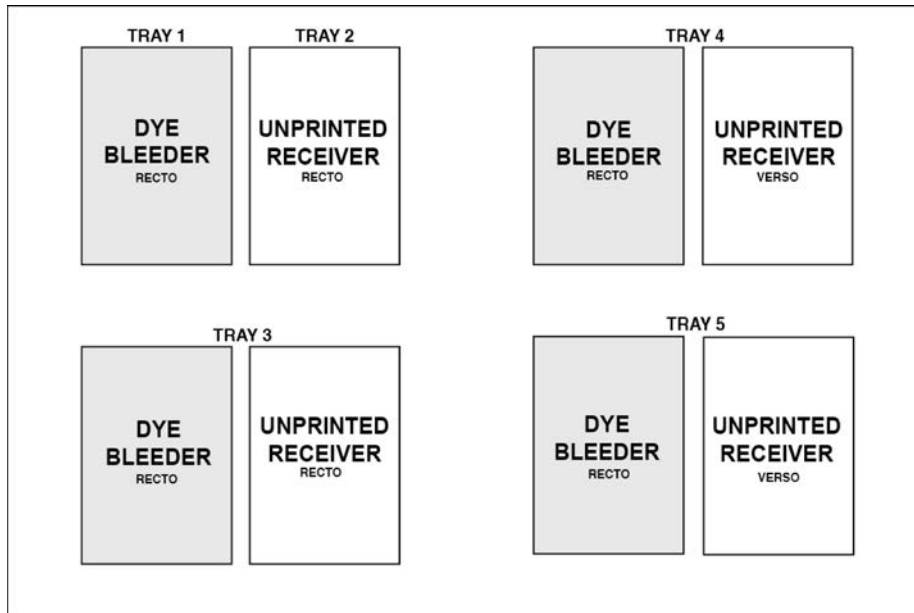 TRAY 1
TRAY 2
DYE
BLEEDER
RECTO
UNPRINTED
RECEIVER
RECTO
TRAY 4
DYE
BLEEDER
RECTO
UNPRINTED
RECEIVER
VERSO
TRAY 3
DYE
BLEEDER
RECTO
UNPRINTED
RECEIVER
RECTO
TRAY 5
DYE
BLEEDER
RECTO
UNPRINTED
RECEIVER
VERSO